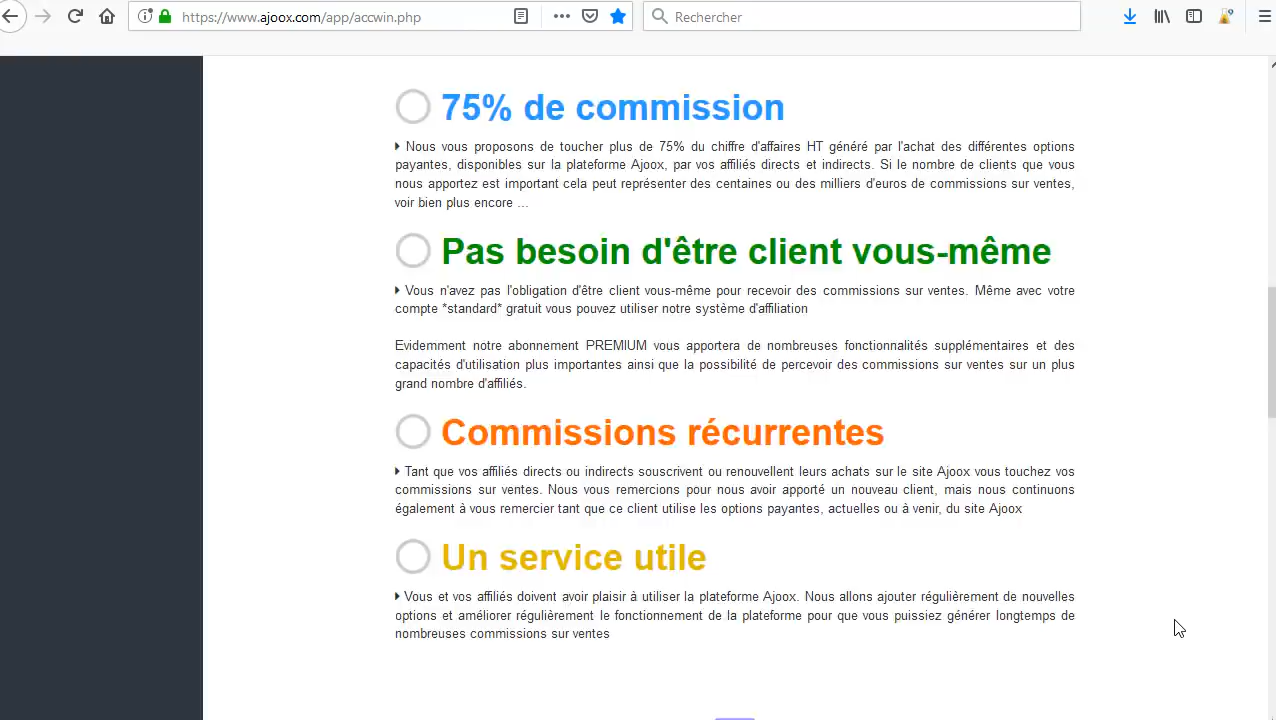 https://www.ajoox.com/app/accwin.php
Rechercher
75% de commission
Nous vous proposons de toucher plus de 75% du chiffre d'affaires HT généré par l'achat des différentes options
payantes, disponibles sur la plateforme Ajoox, par vos affiliés directs et indirects. Si le nombre de clients que vous
nous apportez est important cela peut représenter des centaines ou des milliers d'euros de commissions sur ventes,
voir bien plus encore ...
Pas besoin d'être client vous-même
Vous n'avez pas l'obligation d'être client vous-même pour recevoir des commissions sur ventes. Même avec votre
compte *standard* gratuit vous pouvez utiliser notre système d'affiliation
Evidemment notre abonnement PREMIUM vous apportera de nombreuses fonctionnalités supplémentaires et des
capacités d'utilisation plus importantes ainsi que la possibilité de percevoir des commissions sur ventes sur un plus
grand nombre d'affiliés.
Commissions récurrentes
Tant que vos affiliés directs ou indirects souscrivent ou renouvellent leurs achats sur le site Ajoox vous touchez vos
commissions sur ventes. Nous vous remercions pour nous avoir apporté un nouveau client, mais nous continuons
également à vous remercier tant que ce client utilise les options payantes, actuelles ou à venir, du site Ajoox
Un service utile
Vous et vos affiliés doivent avoir plaisir à utiliser la plateforme Ajoox. Nous allons ajouter régulièrement de nouvelles
options et améliorer régulièrement le fonctionnement de la plateforme pour que vous puissiez générer longtemps de
nombreuses commissions sur ventes